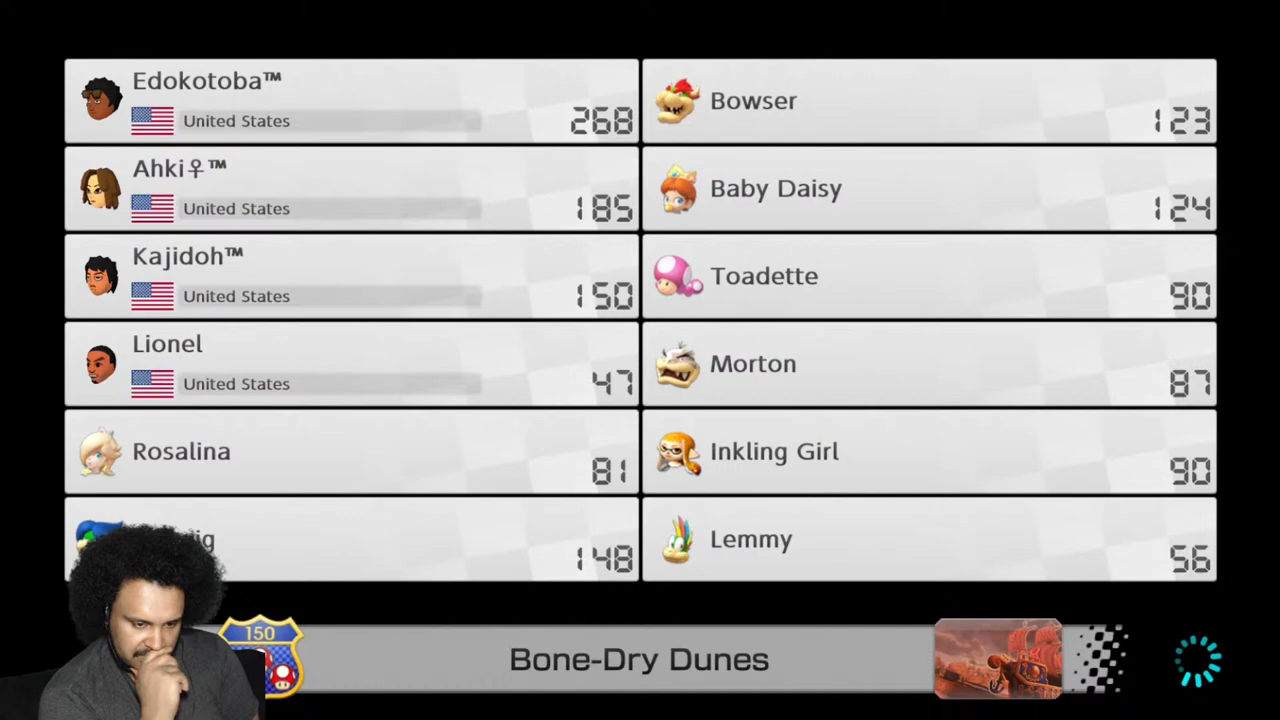 Edokotoba™
United States
268
Ahki♀™
United States
185
Kajidoh™
United States
150
Lionel
United States
47
Rosalina
81
148
Bowser
123
Baby Daisy
124
Toadette
90
Morton
87
Inkling Girl
90
Lemmy
56
150
Bone-Dry Dunes